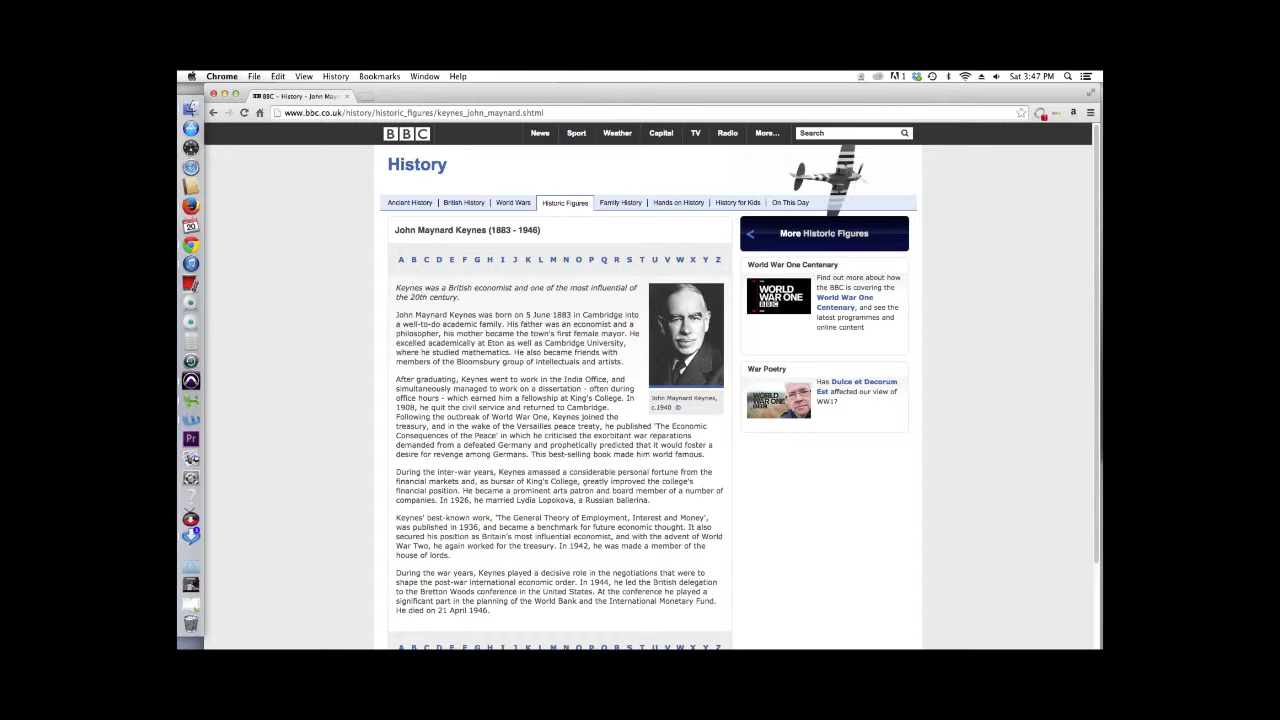 Chrome File Edit View History Bookmarks Window Help
1 Sat 3:47 PM
BBC - History - John May
www.bbc.co.uk/history/historic_figures/keynes_john_maynard.shtml
BBC News Sport Weather Capital TV Radio More... Search
History
Ancient History British History World Wars Historic Figures Family History Hands on History History for Kids On This Day
John Maynard Keynes (1883 - 1946)
A B C D E F G H I J K L M N O P Q R S T U V W X Y Z
Keynes was a British economist and one of the most influential of
the 20th century.
John Maynard Keynes was born on 5 June 1883 in Cambridge into
a well-to-do academic family. His father was an economist and a
philosopher, his mother became the town's first female mayor. He
excelled academically at Eton as well as Cambridge University,
where he studied mathematics. He also became friends with
members of the Bloomsbury group of intellectuals and artists.
After graduating, Keynes went to work in the India Office, and
simultaneously managed to work on a dissertation - often during
office hours - which earned him a fellowship at King's College. In
1908, he quit the civil service and returned to Cambridge.
Following the outbreak of World War One, Keynes joined the
treasury, and in the wake of the Versailles peace treaty, he published 'The Economic
Consequences of the Peace' in which he criticised the exorbitant war reparations
demanded from a defeated Germany and prophetically predicted that it would foster a
desire for revenge among Germans. This best-selling book made him world famous.
During the inter-war years, Keynes amassed a considerable personal fortune from the
financial markets and, as bursar of King's College, greatly improved the college's
financial position. He became a prominent arts patron and board member of a number of
companies. In 1926, he married Lydia Lopokova, a Russian ballerina.
Keynes' best-known work, 'The General Theory of Employment, Interest and Money',
was published in 1936, and became a benchmark for future economic thought. It also
secured his position as Britain's most influential economist, and with the advent of World
War Two, he again worked for the treasury. In 1942, he was made a member of the
house of lords.
During the war years, Keynes played a decisive role in the negotiations that were to
shape the post-war international economic order. In 1944, he led the British delegation
to the Bretton Woods conference in the United States. At the conference he played a
significant part in the planning of the World Bank and the International Monetary Fund.
He died on 21 April 1946.
John Maynard Keynes,
c.1940 ©
A B C D E F G H I J K L M N O P Q R S T U V W X Y Z
More Historic Figures
World War One Centenary
WORLD
WAR ONE
BBC
Find out more about how
the BBC is covering the
World War One
Centenary, and see the
latest programmes and
online content
War Poetry
WORLD
WAR ONE
BBC
Has Dulce et Decorum
Est affected our view of
WW1?
20
Pr